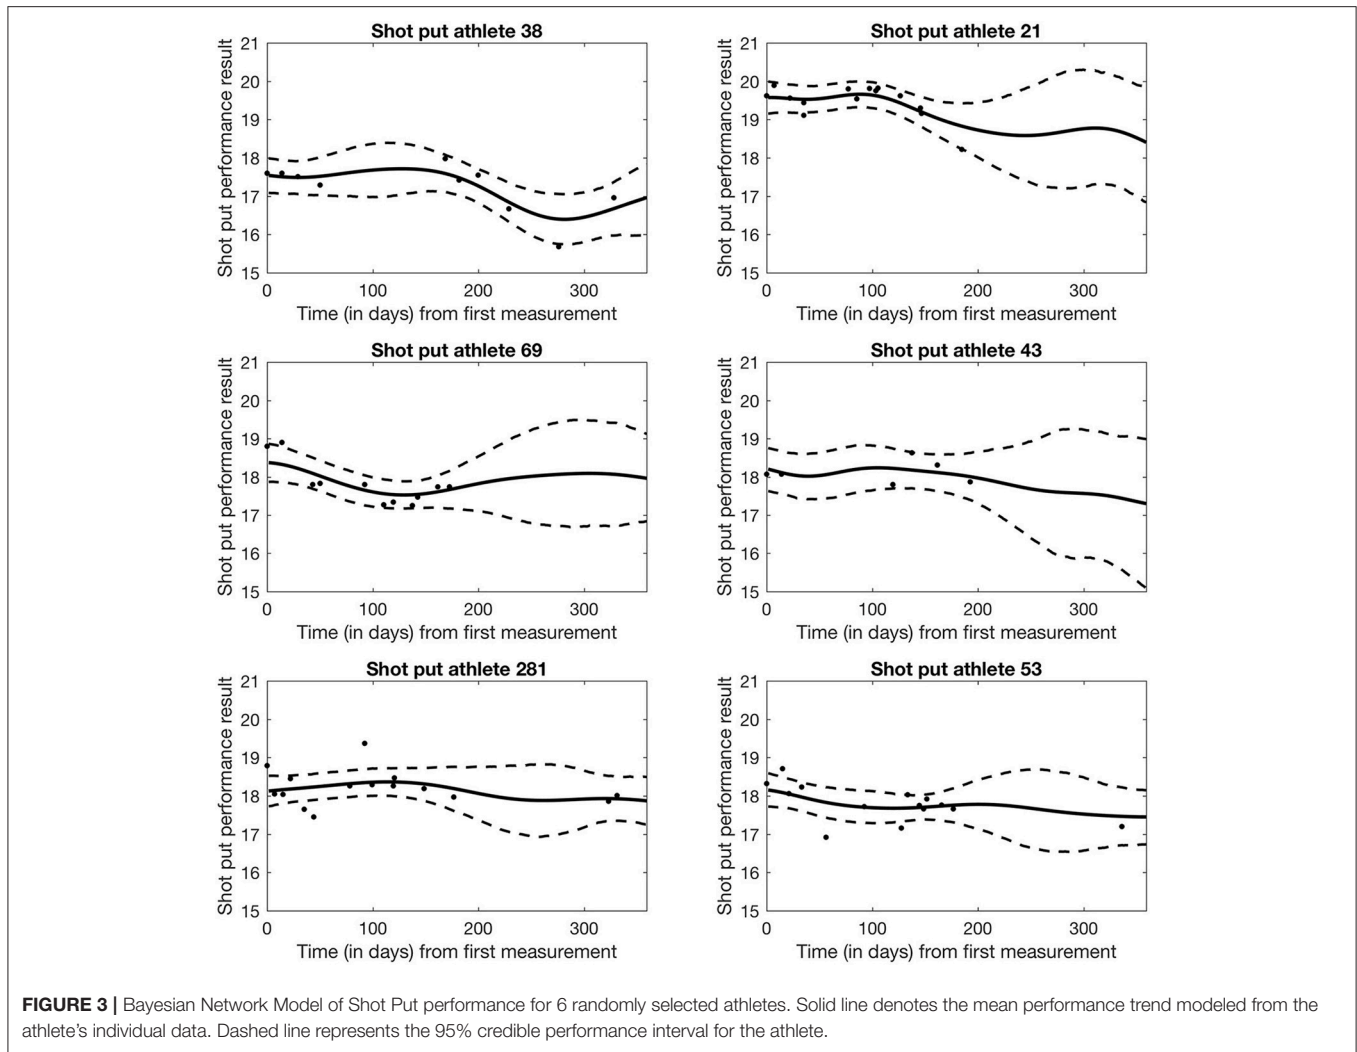 Shot put athlete 38
Shot put performance result
21
20
19
18
17
16
15
0 100 200 300
Time (in days) from first measurement
Shot put athlete 21
Shot put performance result
21
20
19
18
17
16
15
0 100 200 300
Time (in days) from first measurement
Shot put athlete 69
Shot put performance result
21
20
19
18
17
16
15
0 100 200 300
Time (in days) from first measurement
Shot put athlete 43
Shot put performance result
21
20
19
18
17
16
15
0 100 200 300
Time (in days) from first measurement
Shot put athlete 281
Shot put performance result
21
20
19
18
17
16
15
0 100 200 300
Time (in days) from first measurement
Shot put athlete 53
Shot put performance result
21
20
19
18
17
16
15
0 100 200 300
Time (in days) from first measurement
FIGURE 3 | Bayesian Network Model of Shot Put performance for 6 randomly selected athletes. Solid line denotes the mean performance trend modeled from the
athlete's individual data. Dashed line represents the 95% credible performance interval for the athlete.